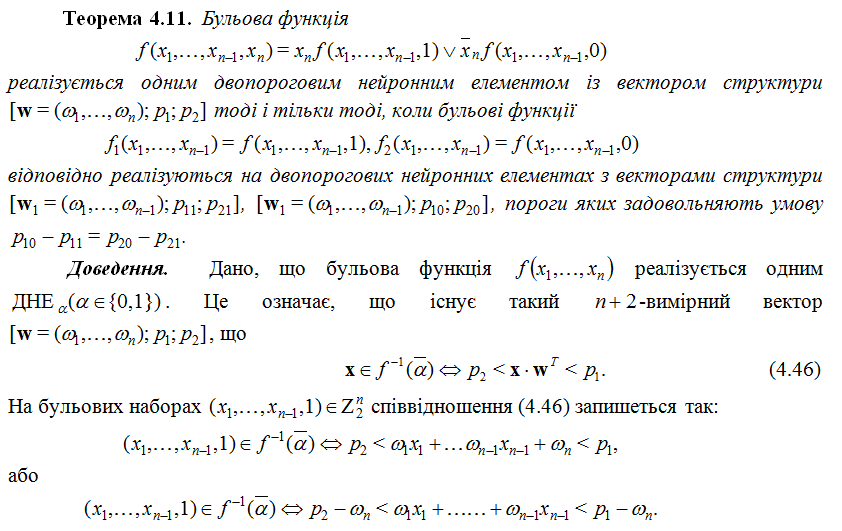 Теорема 4.11. Бульова функція
f(x₁,…,xₙ₋₁,xₙ) = xₙ f(x₁,…,xₙ₋₁,1) ∨ x̄ₙ f(x₁,…,xₙ₋₁,0)
реалізується одним двопороговим нейронним елементом із вектором структури
[w = (ω₁,…,ωₙ); p₁; p₂] тоді і тільки тоді, коли бульові функції
f₁(x₁,…,xₙ₋₁) = f(x₁,…,xₙ₋₁,1), f₂(x₁,…,xₙ₋₁) = f(x₁,…,xₙ₋₁,0)
відповідно реалізуються на двопорогових нейронних елементах з векторами структури
[w₁ = (ω₁,…,ωₙ₋₁); p₁₁; p₂₁], [w₁ = (ω₁,…,ωₙ₋₁); p₁₀; p₂₀], пороги яких задовольняють умову
p₁₀ − p₁₁ = p₂₀ − p₂₁.
Доведення. Дано, що бульова функція f(x₁,…,xₙ) реалізується одним
ДНЕ_α (α ∈ {0,1}). Це означає, що існує такий n + 2-вимірний вектор
[w = (ω₁,…,ωₙ); p₁; p₂], що
x ∈ f⁻¹(ᾱ) ⇔ p₂ < x · wᵀ < p₁. (4.46)
На бульових наборах (x₁,…,xₙ₋₁,1) ∈ Z₂ⁿ співвідношення (4.46) запишеться так:
(x₁,…,xₙ₋₁,1) ∈ f⁻¹(ᾱ) ⇔ p₂ < ω₁x₁ + …ωₙ₋₁xₙ₋₁ + ωₙ < p₁,
або
(x₁,…,xₙ₋₁,1) ∈ f⁻¹(ᾱ) ⇔ p₂ − ωₙ < ω₁x₁ + …… + ωₙ₋₁xₙ₋₁ < p₁ − ωₙ.